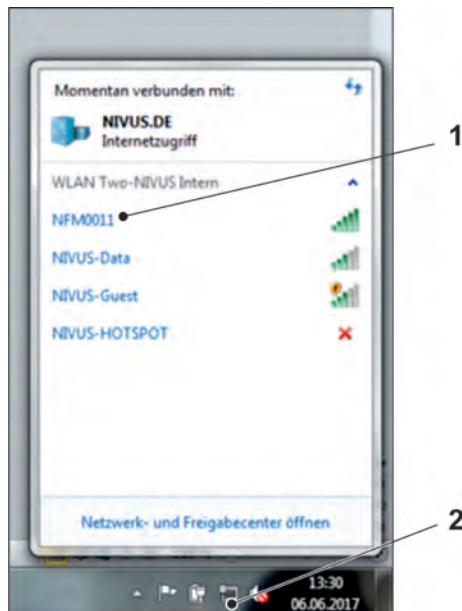 Momentan verbunden mit:
NIVUS.DE
Internetzugriff
WLAN Two-NIVUS Intern
1
NFM0011
NIVUS-Data
NIVUS-Guest
NIVUS-HOTSPOT
Netzwerk- und Freigabecenter öffnen
2
13:30
06.06.2017